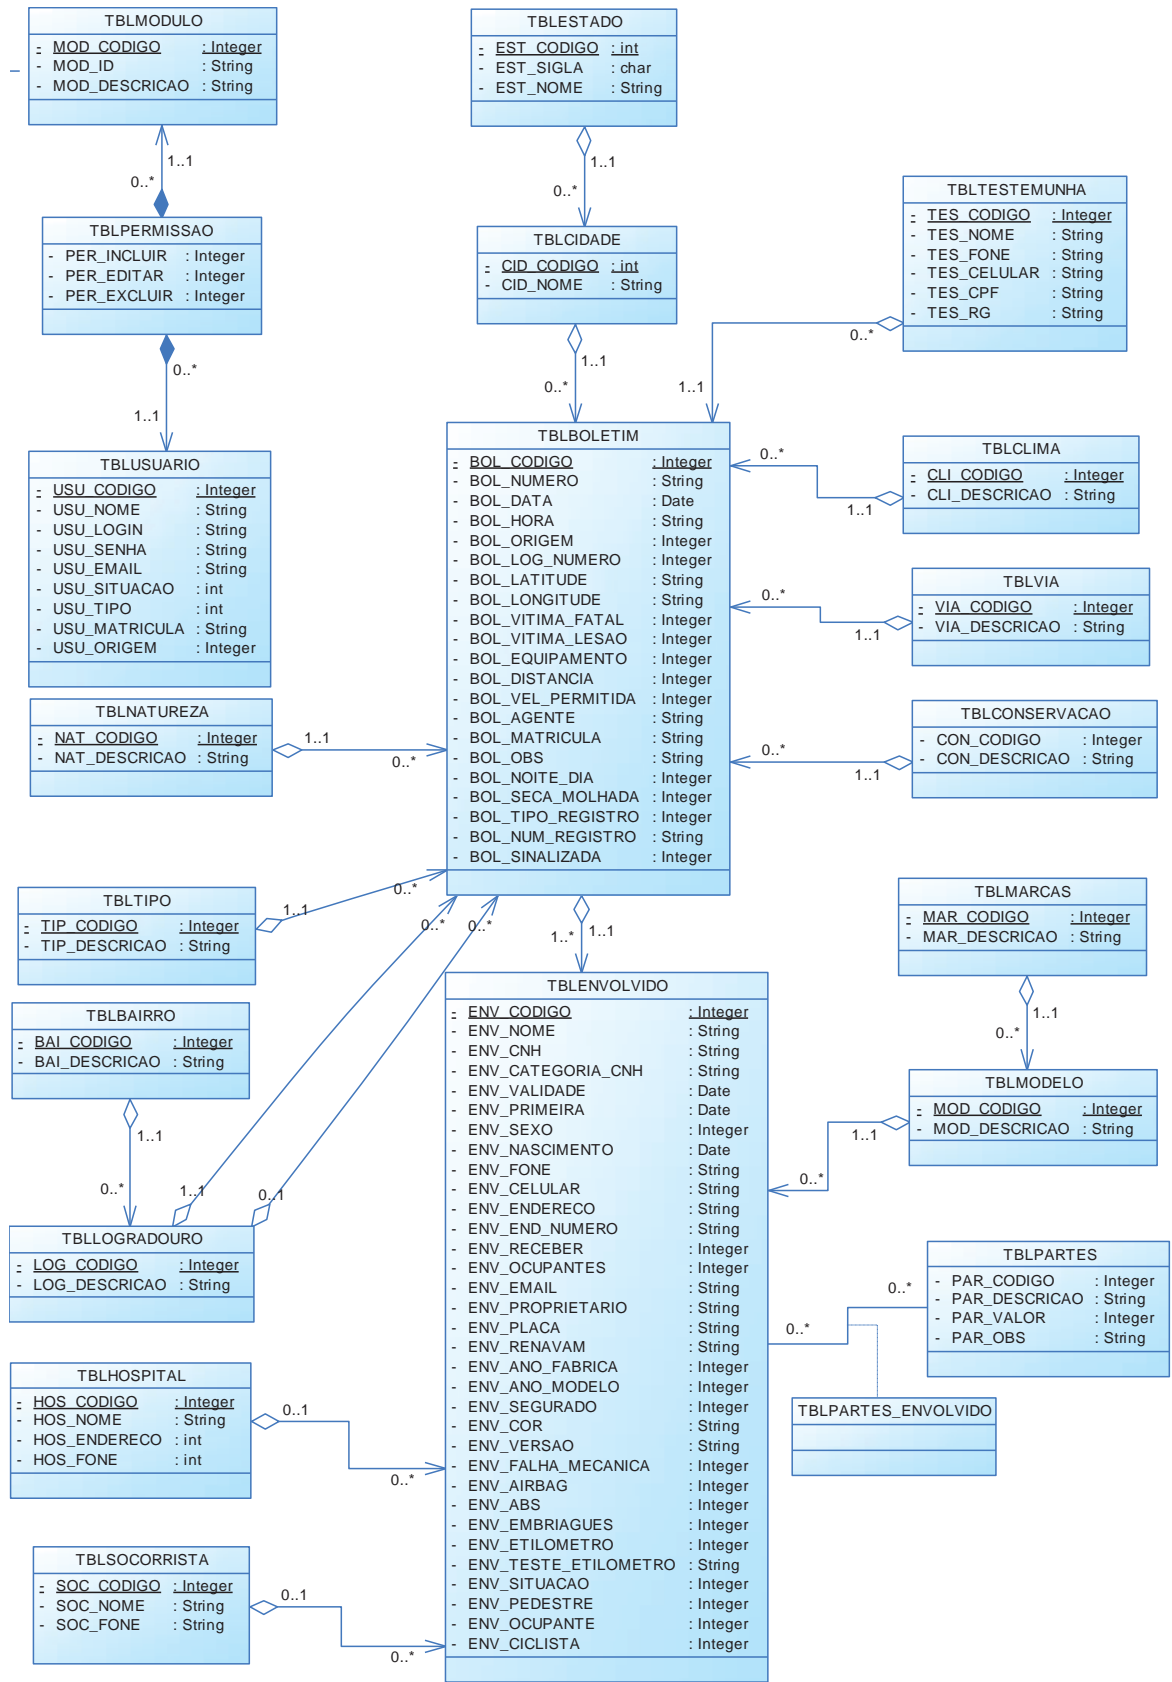 TBLMODULO
- MOD_CODIGO : Integer
- MOD_ID : String
- MOD_DESCRICAO : String
1..1
0..*
TBLPERMISSAO
- PER_INCLUIR : Integer
- PER_EDITAR : Integer
- PER_EXCLUIR : Integer
0..*
1..1
TBLUSUARIO
- USU_CODIGO : Integer
- USU_NOME : String
- USU_LOGIN : String
- USU_SENHA : String
- USU_EMAIL : String
- USU_SITUACAO : int
- USU_TIPO : int
- USU_MATRICULA : String
- USU_ORIGEM : Integer
TBLESTADO
- EST_CODIGO : int
- EST_SIGLA : char
- EST_NOME : String
1..1
0..*
TBLCIDADE
- CID_CODIGO : int
- CID_NOME : String
1..1
0..*
TBLTESTEMUNHA
- TES_CODIGO : Integer
- TES_NOME : String
- TES_FONE : String
- TES_CELULAR : String
- TES_CPF : String
- TES_RG : String
0..*
1..1
TBLBOLETIM
- BOL_CODIGO : Integer
- BOL_NUMERO : String
- BOL_DATA : Date
- BOL_HORA : String
- BOL_ORIGEM : Integer
- BOL_LOG_NUMERO : Integer
- BOL_LATITUDE : String
- BOL_LONGITUDE : String
- BOL_VITIMA_FATAL : Integer
- BOL_VITIMA_LESAO : Integer
- BOL_EQUIPAMENTO : Integer
- BOL_DISTANCIA : Integer
- BOL_VEL_PERMITIDA : Integer
- BOL_AGENTE : String
- BOL_MATRICULA : String
- BOL_OBS : String
- BOL_NOITE_DIA : Integer
- BOL_SECA_MOLHADA : Integer
- BOL_TIPO_REGISTRO : Integer
- BOL_NUM_REGISTRO : String
- BOL_SINALIZADA : Integer
TBLCLIMA
- CLI_CODIGO : Integer
- CLI_DESCRICAO : String
0..*
1..1
TBLVIA
- VIA_CODIGO : Integer
- VIA_DESCRICAO : String
0..*
1..1
TBLCONSERVACAO
- CON_CODIGO : Integer
- CON_DESCRICAO : String
0..*
1..1
TBLNATUREZA
- NAT_CODIGO : Integer
- NAT_DESCRICAO : String
1..1
0..*
TBLTIPO
- TIP_CODIGO : Integer
- TIP_DESCRICAO : String
1..1
0..*
0..*
0..*
1..*
1..1
TBLBAIRRO
- BAI_CODIGO : Integer
- BAI_DESCRICAO : String
1..1
0..*
1..1
0..1
TBLLOGRADOURO
- LOG_CODIGO : Integer
- LOG_DESCRICAO : String
TBLHOSPITAL
- HOS_CODIGO : Integer
- HOS_NOME : String
- HOS_ENDERECO : int
- HOS_FONE : int
0..1
0..*
TBLSOCORRISTA
- SOC_CODIGO : Integer
- SOC_NOME : String
- SOC_FONE : String
0..1
0..*
TBLENVOLVIDO
- ENV_CODIGO : Integer
- ENV_NOME : String
- ENV_CNH : String
- ENV_CATEGORIA_CNH : String
- ENV_VALIDADE : Date
- ENV_PRIMEIRA : Date
- ENV_SEXO : Integer
- ENV_NASCIMENTO : Date
- ENV_FONE : String
- ENV_CELULAR : String
- ENV_ENDERECO : String
- ENV_END_NUMERO : String
- ENV_RECEBER : Integer
- ENV_OCUPANTES : Integer
- ENV_EMAIL : String
- ENV_PROPRIETARIO : String
- ENV_PLACA : String
- ENV_RENAVAM : String
- ENV_ANO_FABRICA : Integer
- ENV_ANO_MODELO : Integer
- ENV_SEGURADO : Integer
- ENV_COR : String
- ENV_VERSAO : String
- ENV_FALHA_MECANICA : Integer
- ENV_AIRBAG : Integer
- ENV_ABS : Integer
- ENV_EMBRIAGUES : Integer
- ENV_ETILOMETRO : Integer
- ENV_TESTE_ETILOMETRO : String
- ENV_SITUACAO : Integer
- ENV_PEDESTRE : Integer
- ENV_OCUPANTE : Integer
- ENV_CICLISTA : Integer
TBLMARCAS
- MAR_CODIGO : Integer
- MAR_DESCRICAO : String
1..1
0..*
TBLMODELO
- MOD_CODIGO : Integer
- MOD_DESCRICAO : String
1..1
0..*
TBLPARTES
- PAR_CODIGO : Integer
- PAR_DESCRICAO : String
- PAR_VALOR : Integer
- PAR_OBS : String
0..*
0..*
TBLPARTES_ENVOLVIDO